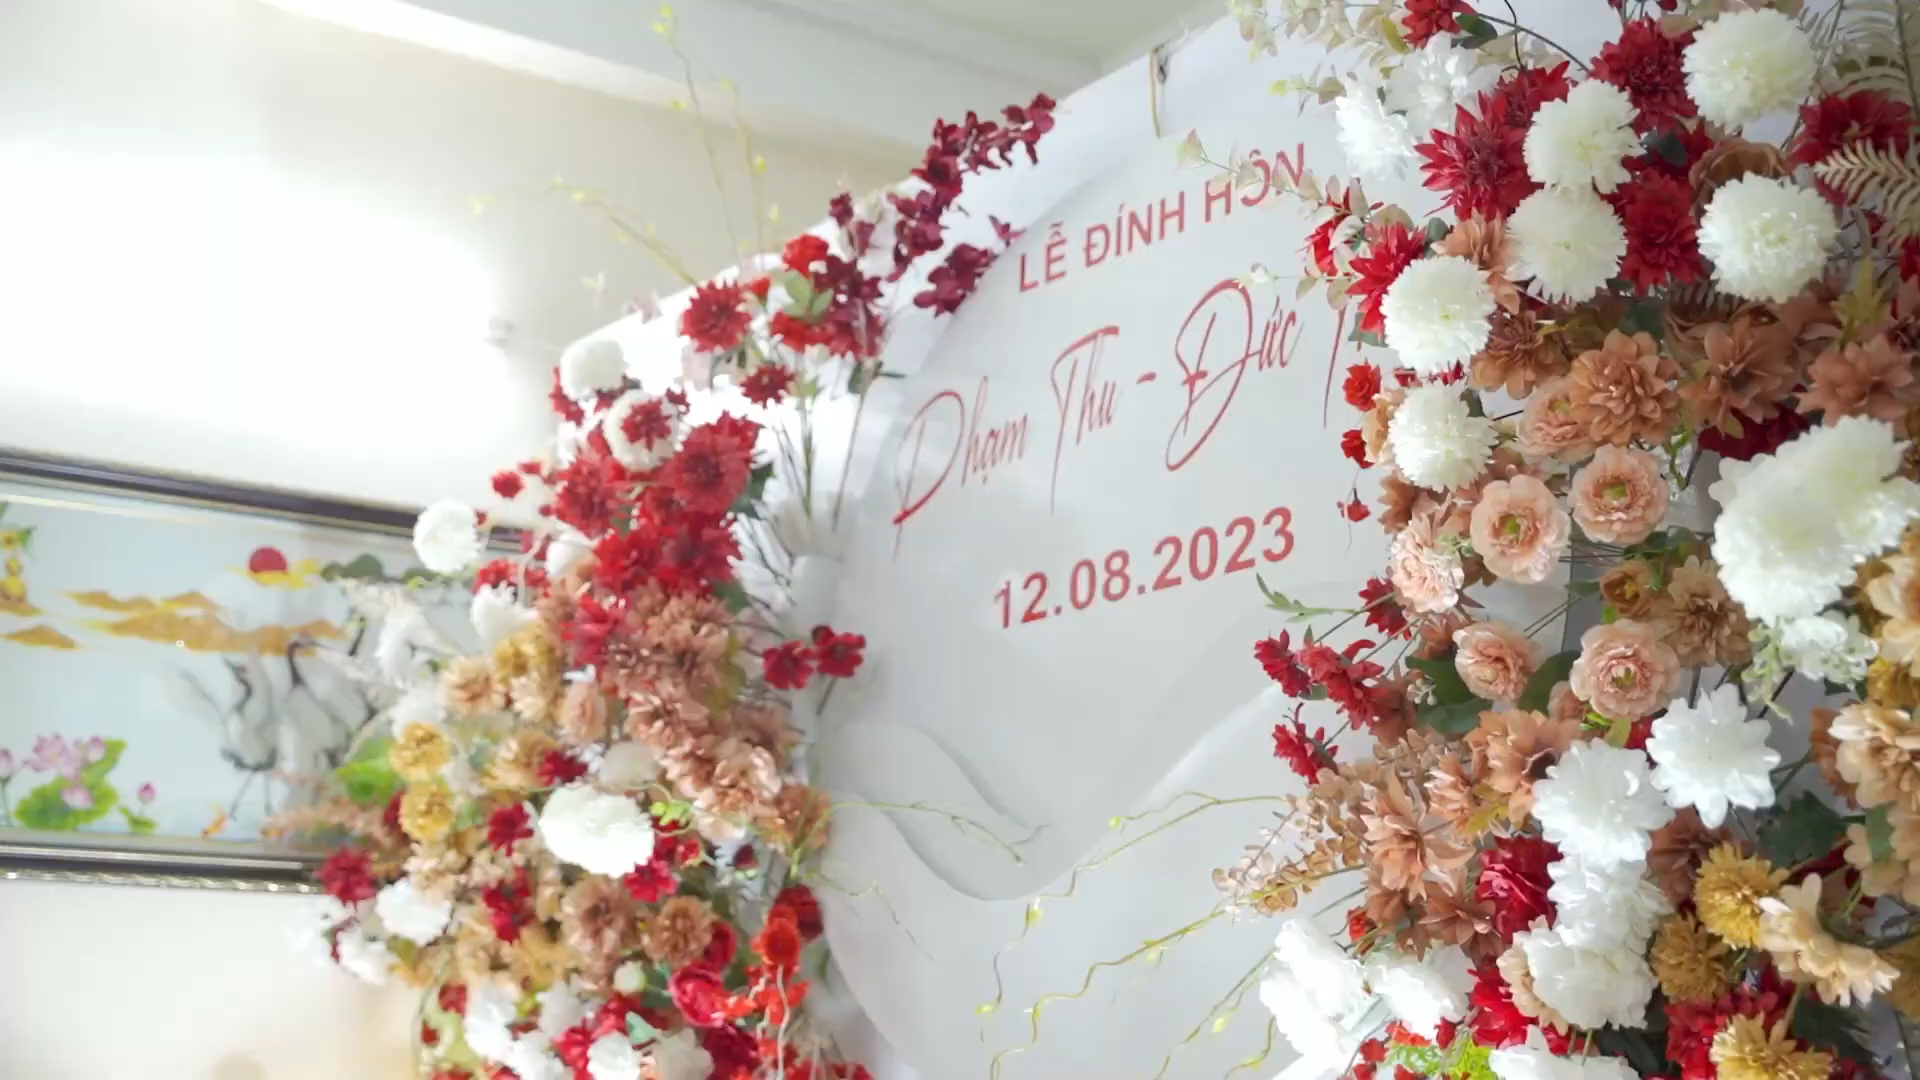 LỄ ĐÍNH HÔN
Phạm Thu - Đức
12.08.2023